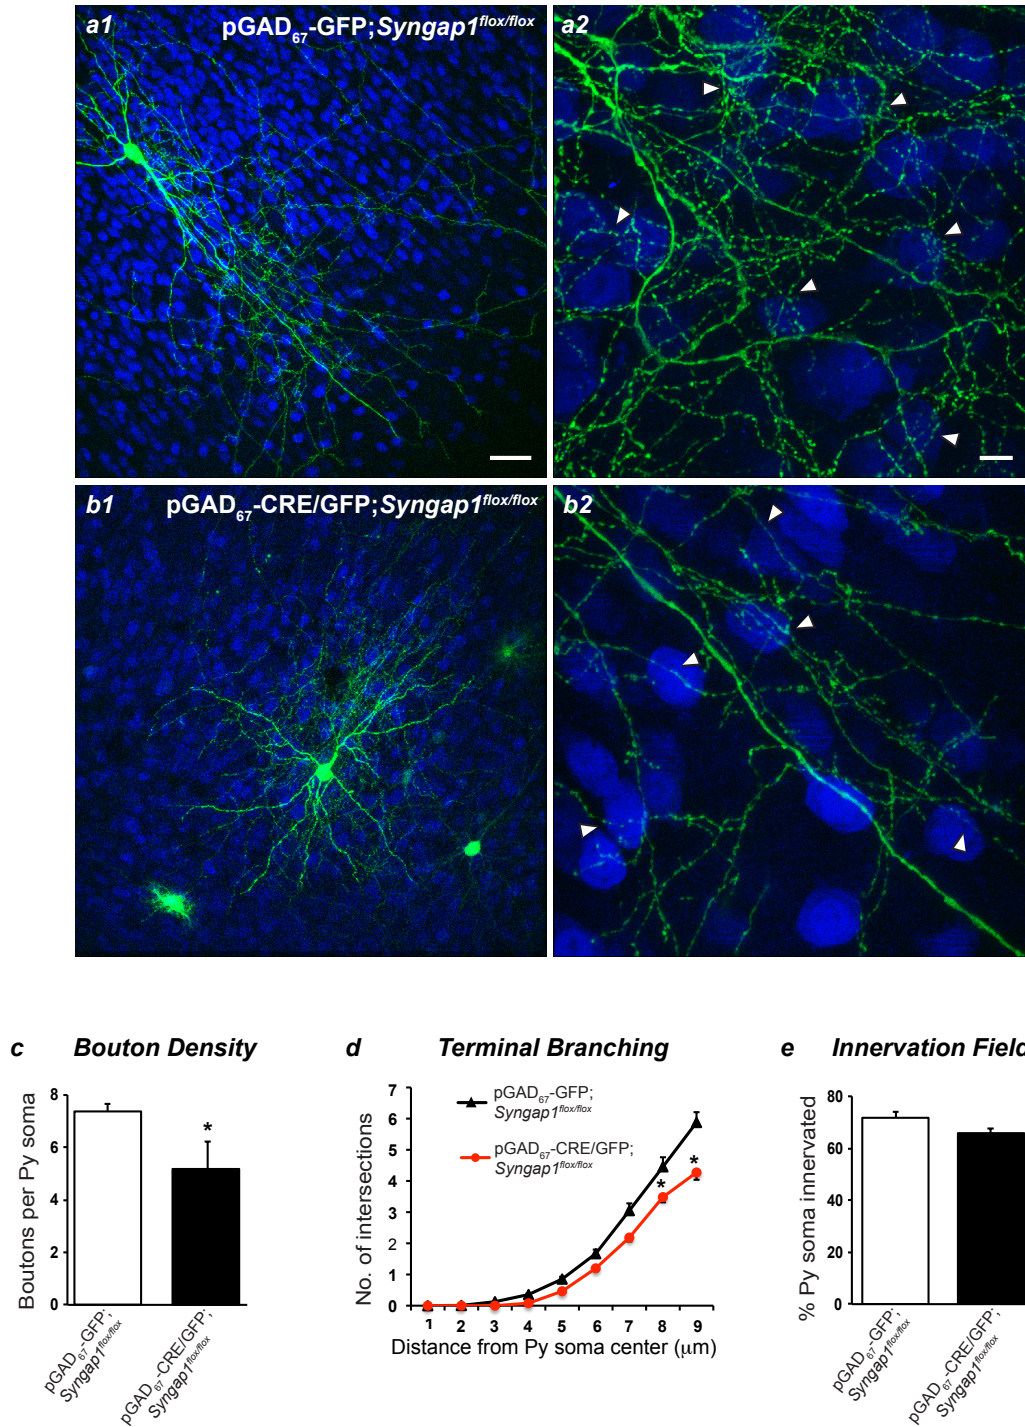 a1 pGAD67-GFP;Syngap1flox/flox
a2
b1 pGAD67-CRE/GFP;Syngap1flox/flox
b2
c Bouton Density
Boutons per Py soma
8
6
4
2
0
*
pGAD67-GFP;
Syngap1flox/flox
pGAD67-CRE/GFP;
Syngap1flox/flox
d Terminal Branching
No. of intersections
7
6
5
4
3
2
1
0
pGAD67-GFP;
Syngap1flox/flox
pGAD67-CRE/GFP;
Syngap1flox/flox
* *
1 2 3 4 5 6 7 8 9
Distance from Py soma center (μm)
e Innervation Field
% Py soma innervated
80
60
40
20
0
pGAD67-GFP;
Syngap1flox/flox
pGAD67-CRE/GFP;
Syngap1flox/flox